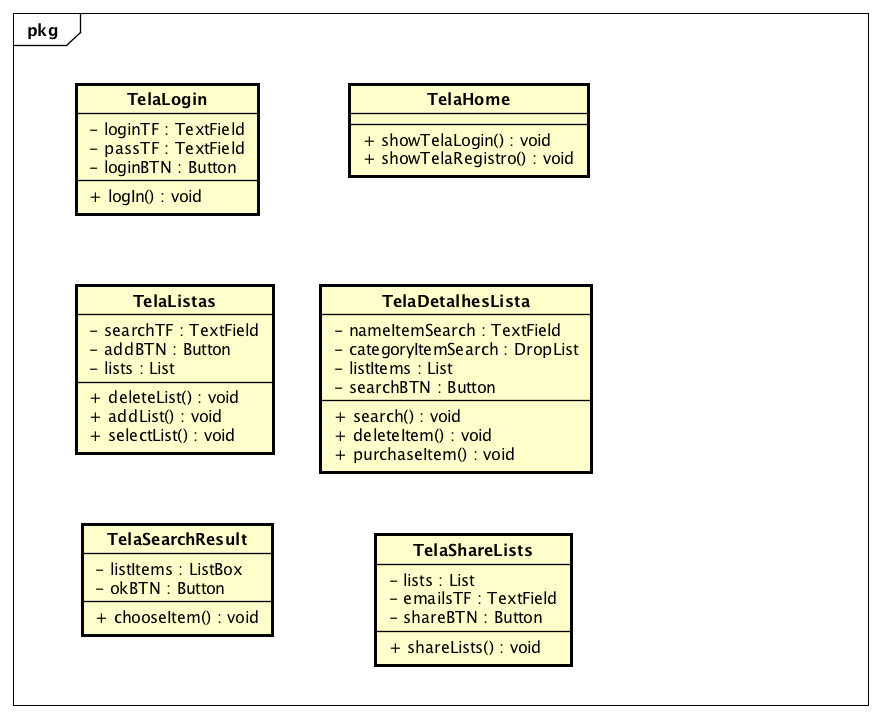 pkg
TelaLogin
- loginTF : TextField
- passTF : TextField
- loginBTN : Button
+ logIn() : void
TelaHome
+ showTelaLogin() : void
+ showTelaRegistro() : void
TelaListas
- searchTF : TextField
- addBTN : Button
- lists : List
+ deleteList() : void
+ addList() : void
+ selectList() : void
TelaDetalhesLista
- nameItemSearch : TextField
- categoryItemSearch : DropList
- listItems : List
- searchBTN : Button
+ search() : void
+ deleteItem() : void
+ purchaseItem() : void
TelaSearchResult
- listItems : ListBox
- okBTN : Button
+ chooseItem() : void
TelaShareLists
- lists : List
- emailsTF : TextField
- shareBTN : Button
+ shareLists() : void